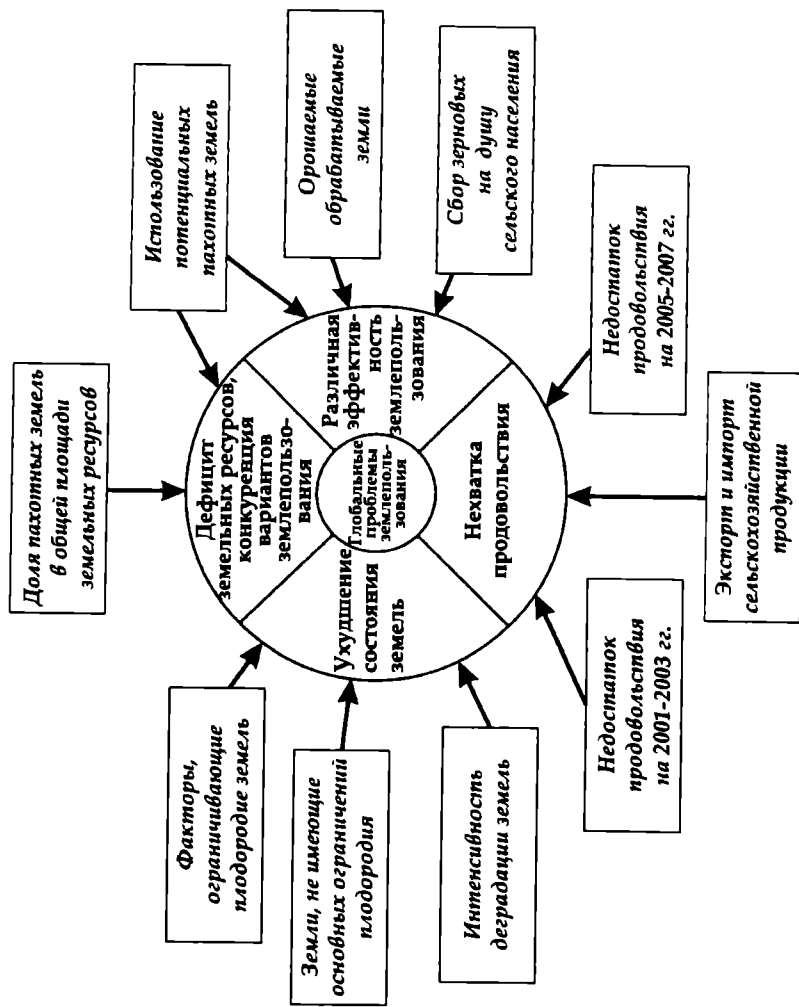 Доля пахотных земель
в общей площади
земельных ресурсов
Использование
потенциальных
пахотных земель
Орошаемые
обрабатываемые
земли
Сбор зерновых
на душу
сельского населения
Недостаток
продовольствия
на 2005-2007 гг.
Экспорт и импорт
сельскохозяйственной
продукции
Недостаток
продовольствия
на 2001-2003 гг.
Интенсивность
деградации земель
Земли, не имеющие
основных ограничений
плодородия
Факторы,
ограничивающие
плодородие земель
Дефицит
земельных ресурсов,
конкуренция
вариантов
землепользо-
вания
Различная
эффектив-
ность
землеполь-
зования
Нехватка
продовольствия
Ухудшение
состояния
земель
Глобальные
проблемы
землеполь-
зования